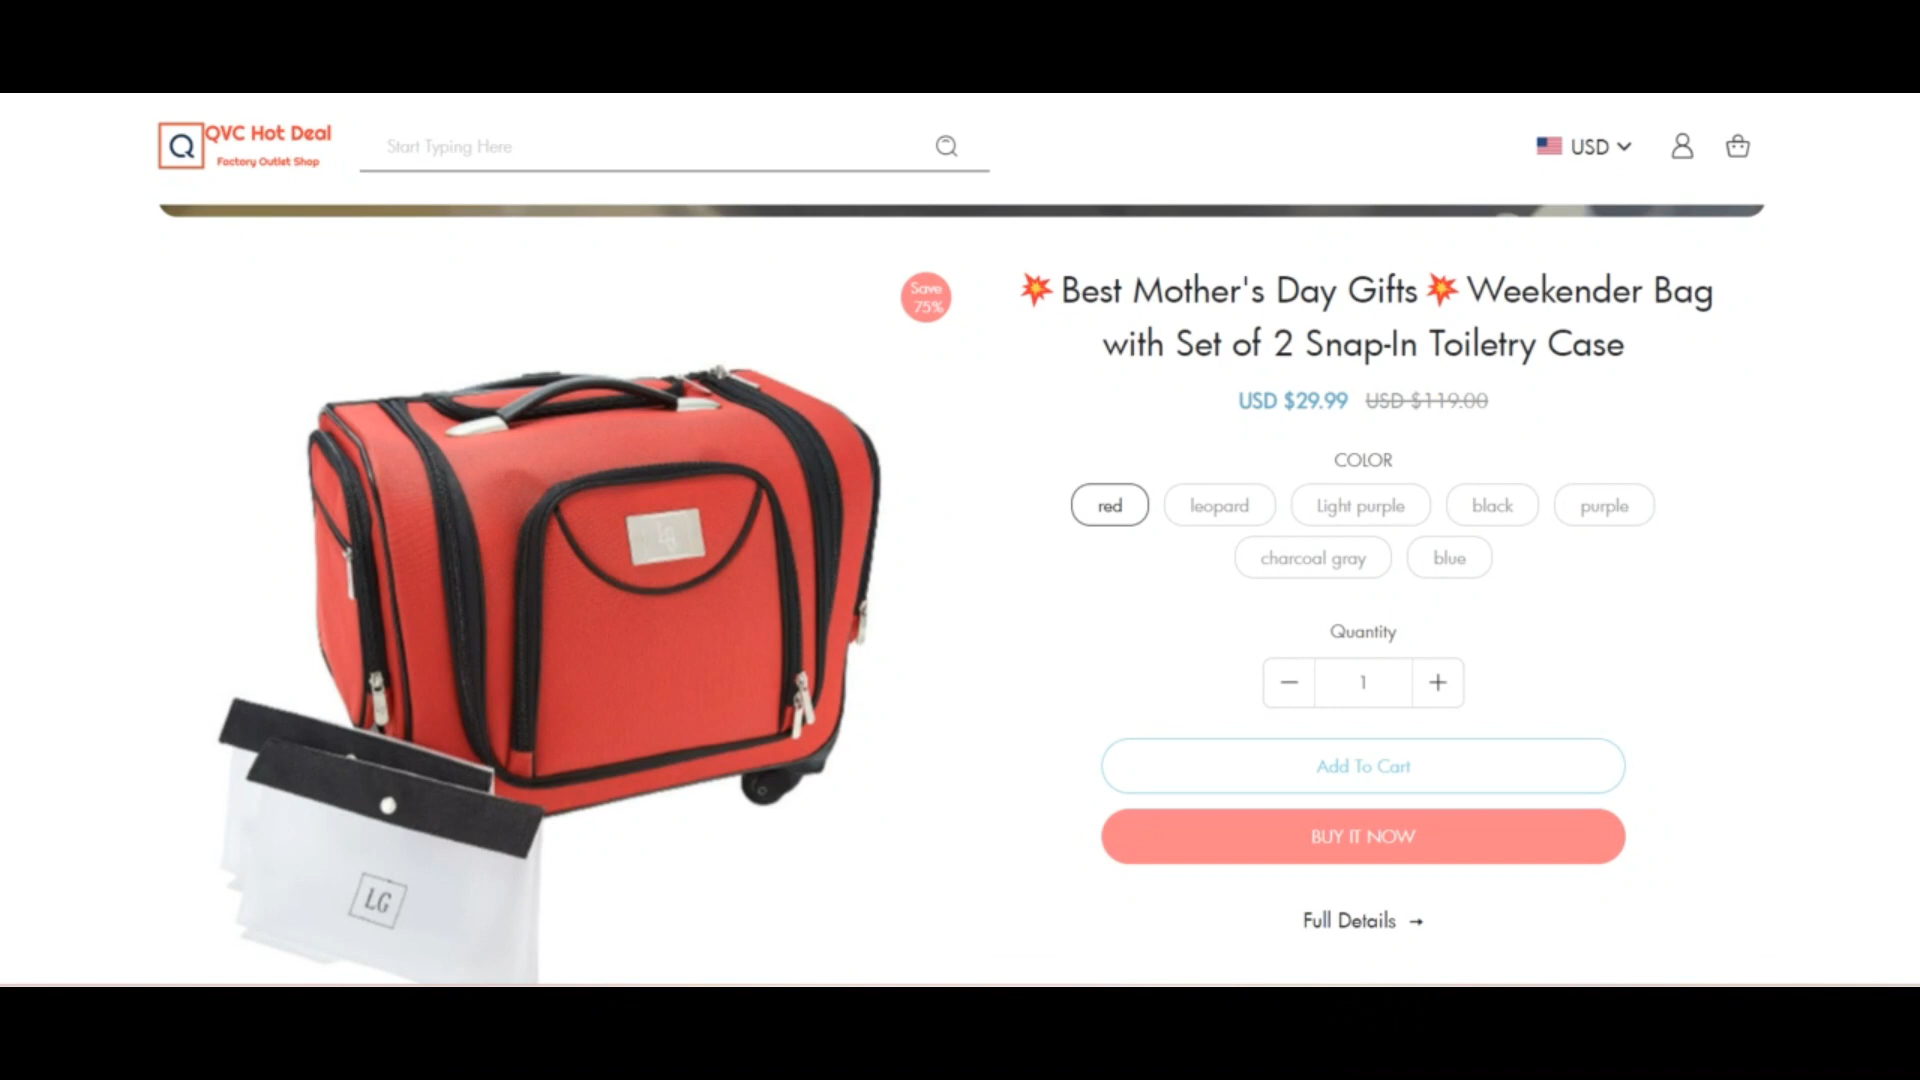 QVC Hot Deal
Factory Outlet Shop
Start Typing Here
USD
Save
75%
💥Best Mother's Day Gifts💥Weekender Bag
with Set of 2 Snap-In Toiletry Case
USD $29.99 USD $119.00
COLOR
red leopard Light purple black purple
charcoal gray blue
Quantity
— 1 +
Add To Cart
BUY IT NOW
Full Details →
LG